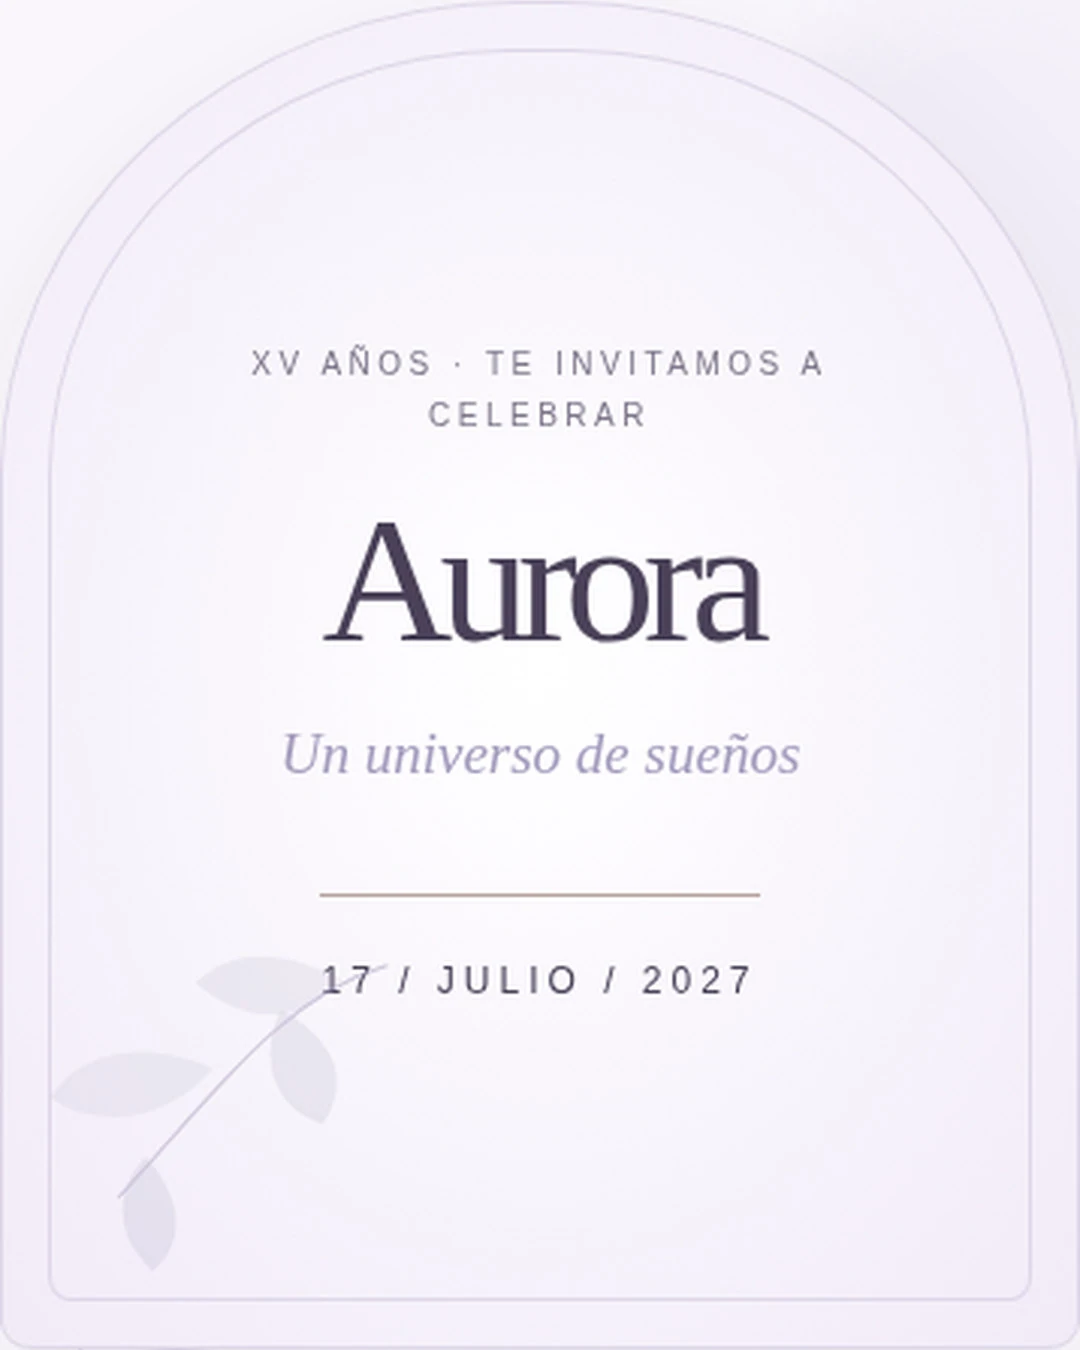 XV AÑOS · TE INVITAMOS A
CELEBRAR
Aurora
Un universo de sueños
17 / JULIO / 2027